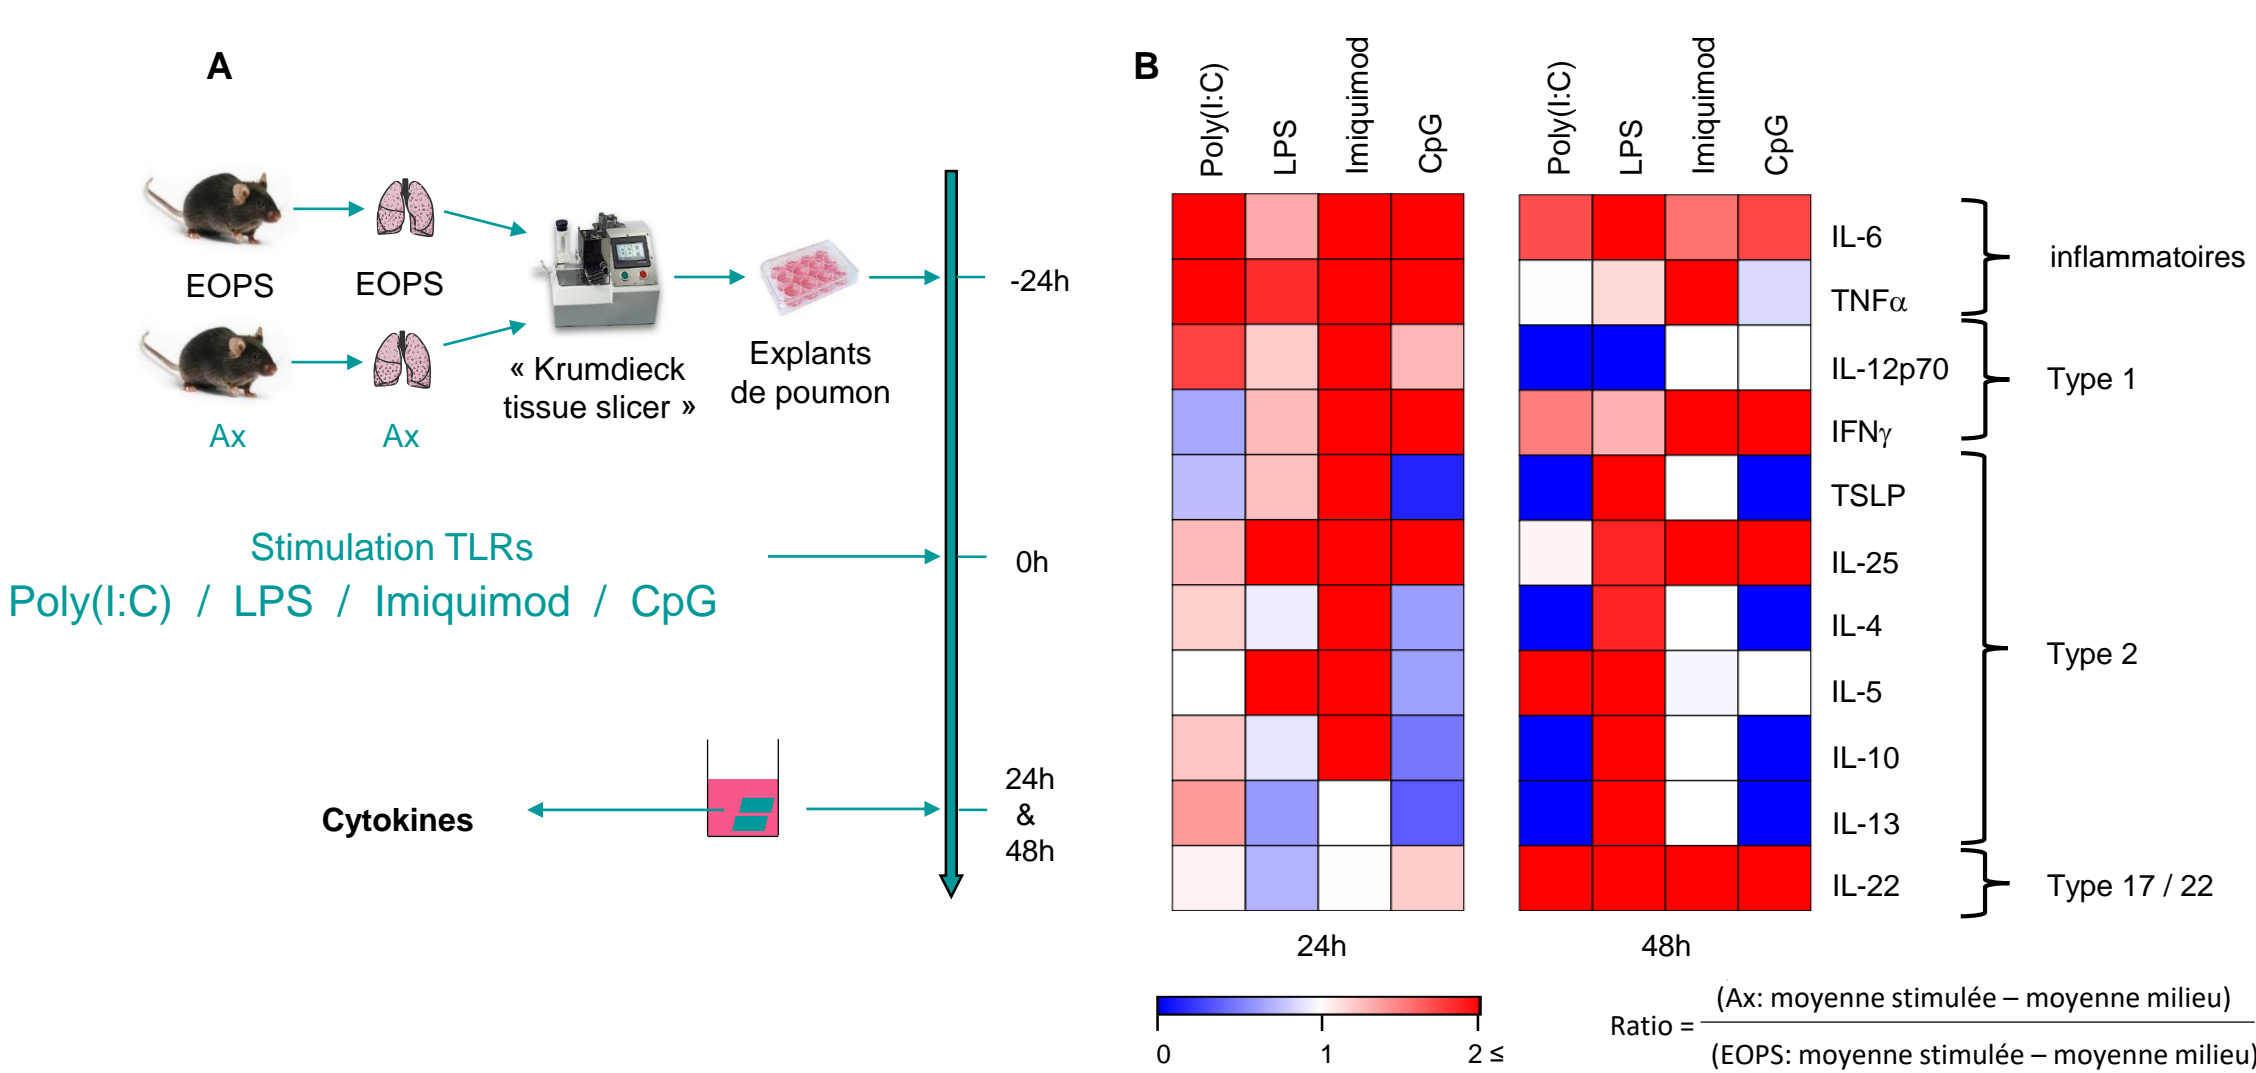 A
EOPS
EOPS
Ax
Ax
« Krumdieck
tissue slicer »
Explants
de poumon
-24h
Stimulation TLRs
Poly(I:C) / LPS / Imiquimod / CpG
0h
Cytokines
24h
&
48h
B
Poly(I:C)
LPS
Imiquimod
CpG
Poly(I:C)
LPS
Imiquimod
CpG
IL-6
TNFα
IL-12p70
IFNγ
TSLP
IL-25
IL-4
IL-5
IL-10
IL-13
IL-22
inflammatoires
Type 1
Type 2
Type 17 / 22
24h
48h
0
1
2 ≤
Ratio =
(Ax: moyenne stimulée – moyenne milieu)
(EOPS: moyenne stimulée – moyenne milieu)